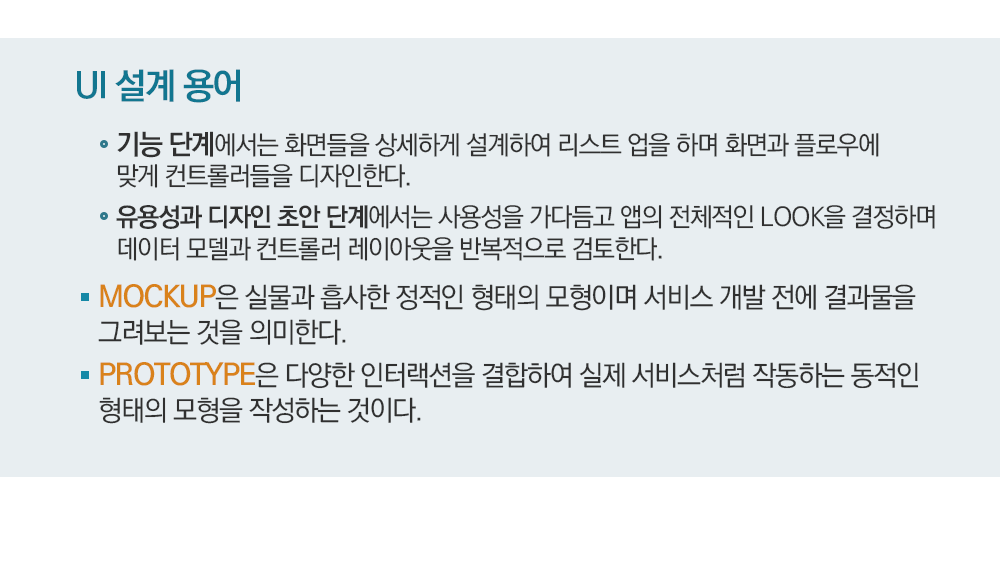 UI 설계 용어
기능 단계에서는 화면들을 상세하게 설계하여 리스트 업을 하며 화면과 플로우에
맞게 컨트롤러들을 디자인한다.
유용성과 디자인 초안 단계에서는 사용성을 가다듬고 앱의 전체적인 LOOK을 결정하며
데이터 모델과 컨트롤러 레이아웃을 반복적으로 검토한다.
MOCKUP은 실물과 흡사한 정적인 형태의 모형이며 서비스 개발 전에 결과물을
그려보는 것을 의미한다.
PROTOTYPE은 다양한 인터랙션을 결합하여 실제 서비스처럼 작동하는 동적인
형태의 모형을 작성하는 것이다.